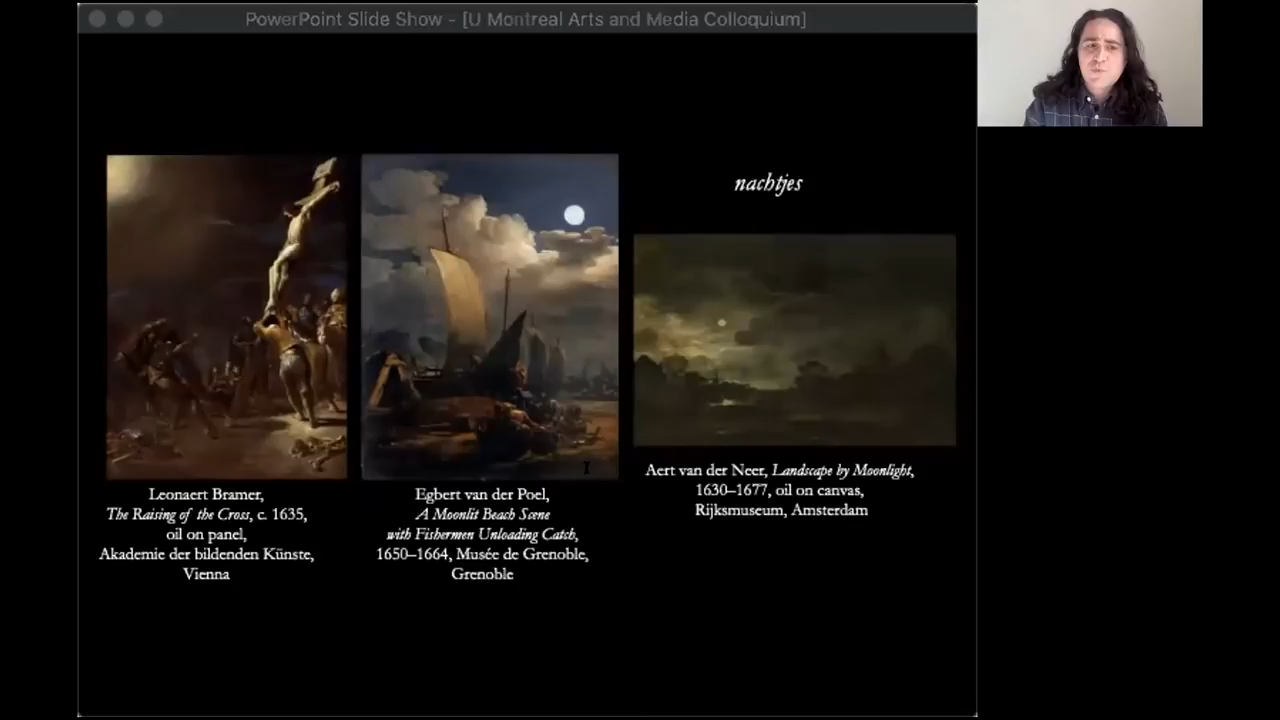 PowerPoint Slide Show - [U Montreal Arts and Media Colloquium]
nachtjes
Leonaert Bramer,
The Raising of the Cross, c. 1635,
oil on panel,
Akademie der bildenden Künste,
Vienna
Egbert van der Poel,
A Moonlit Beach Scene
with Fishermen Unloading Catch,
1650–1664, Musée de Grenoble,
Grenoble
Aert van der Neer, Landscape by Moonlight,
1630–1677, oil on canvas,
Rijksmuseum, Amsterdam